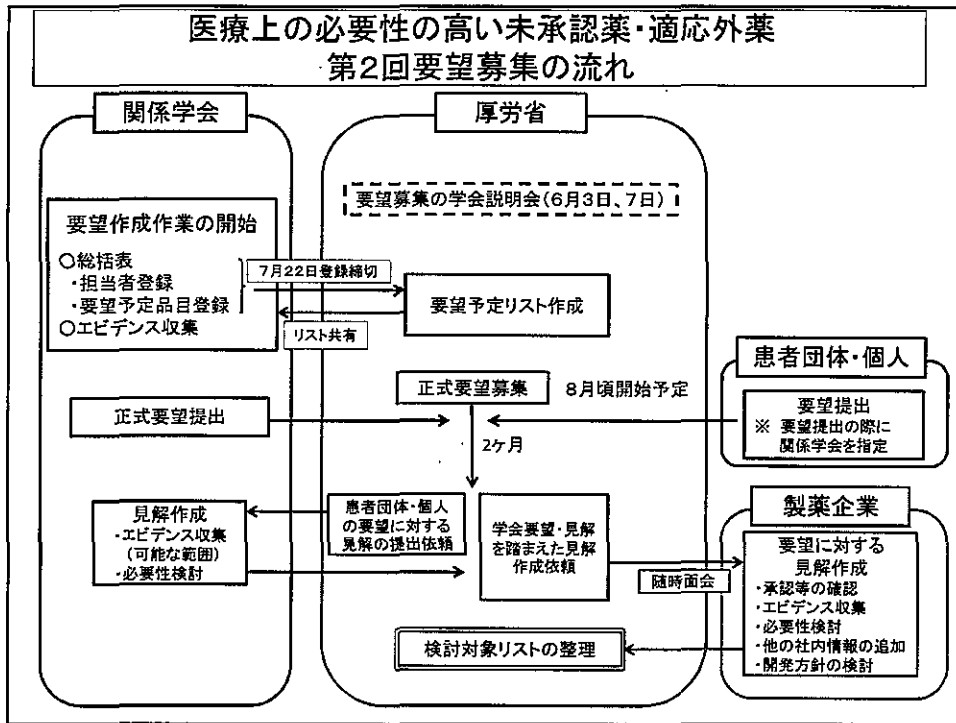 医療上の必要性の高い未承認薬・適応外薬
第2回要望募集の流れ
関係学会
厚労省
要望募集の学会説明会(6月3日、7日)
要望作成作業の開始
○総括表
・担当者登録
・要望予定品目登録
○エビデンス収集
7月22日登録締切
リスト共有
要望予定リスト作成
患者団体・個人
要望提出
※ 要望提出の際に
関係学会を指定
正式要望募集
8月頃開始予定
正式要望提出
2ケ月
見解作成
・エビデンス収集
(可能な範囲)
・必要性検討
患者団体・個人
の要望に対する
見解の提出依頼
学会要望・見解
を踏まえた見解
作成依頼
随時面会
製薬企業
要望に対する
見解作成
・承認等の確認
・エビデンス収集
・必要性検討
・他の社内情報の追加
・開発方針の検討
検討対象リストの整理